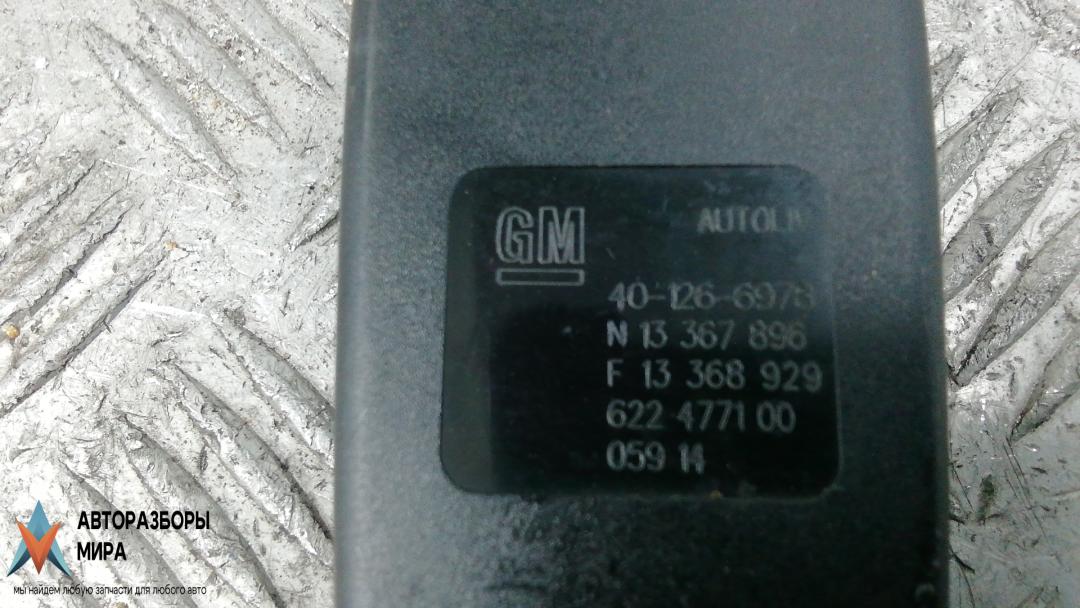 GM
AUTOLIV
40-126-6978
N 13 367 896
F 13 368 929
622 4771 00
059 14
АВТОРАЗБОРЫ
МИРА
мы найдем любую запчасти для любого авто